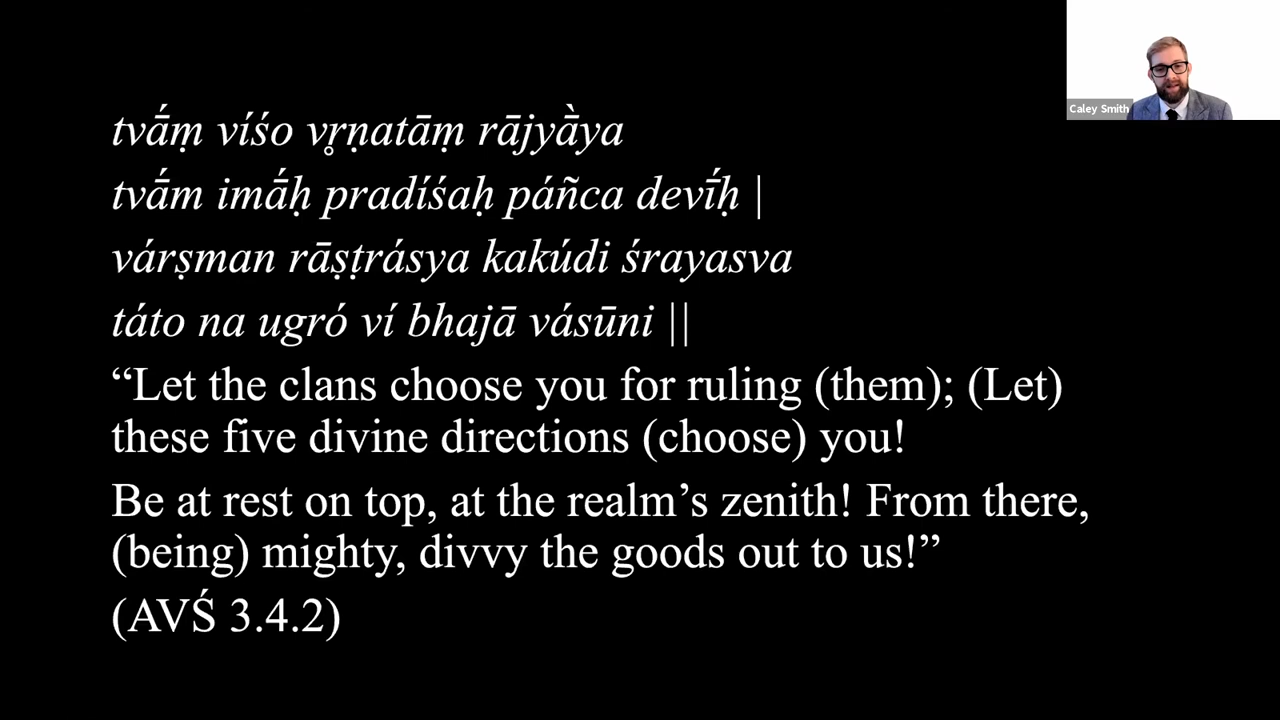 tvā́ṃ víśo vr̥ṇatāṃ rājyā̀ya
tvā́m imā́ḥ pradíśaḥ páñca devī́ḥ |
várṣman rāṣṭrásya kakúdi śrayasva
táto na ugró ví bhajā vásūni ||
“Let the clans choose you for ruling (them); (Let)
these five divine directions (choose) you!
Be at rest on top, at the realm’s zenith! From there,
(being) mighty, divvy the goods out to us!”
(AVŚ 3.4.2)
Caley Smith